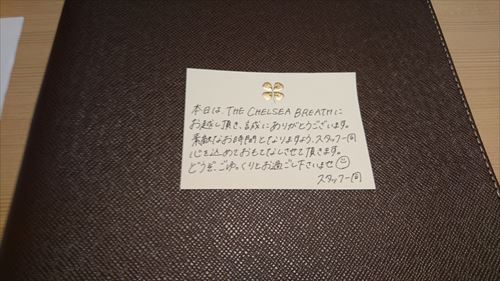 本日は、THE CHELSEA BREATHに
お越し頂き、誠にありがとうございます。
素敵なお時間となりますよう、スタッフ一同
心を込めておもてなしさせて頂きます。
どうぞ、ごゆっくりとお過ごし下さいませ
スタッフ一同